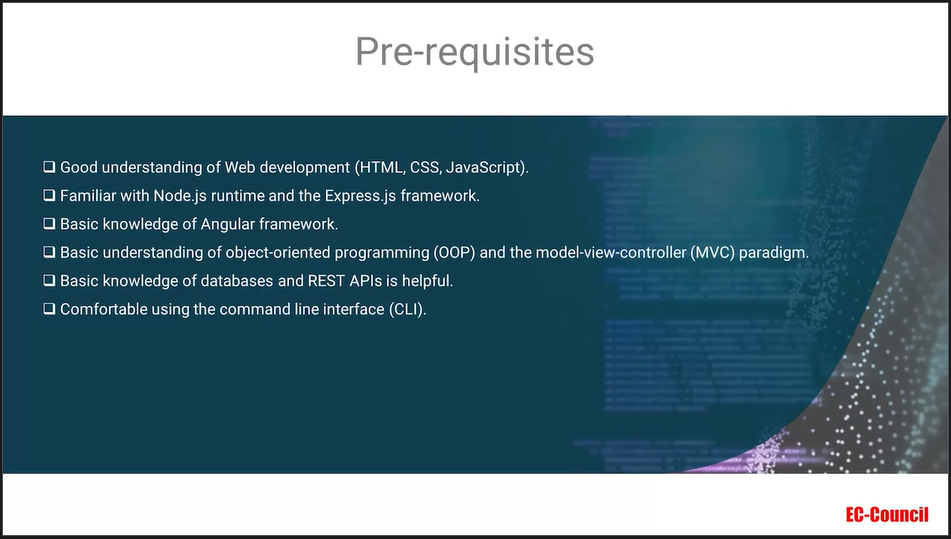 Pre-requisites
❑ Good understanding of Web development (HTML, CSS, JavaScript).
❑ Familiar with Node.js runtime and the Express.js framework.
❑ Basic knowledge of Angular framework.
❑ Basic understanding of object-oriented programming (OOP) and the model-view-controller (MVC) paradigm.
❑ Basic knowledge of databases and REST APIs is helpful.
❑ Comfortable using the command line interface (CLI).
EC-Council